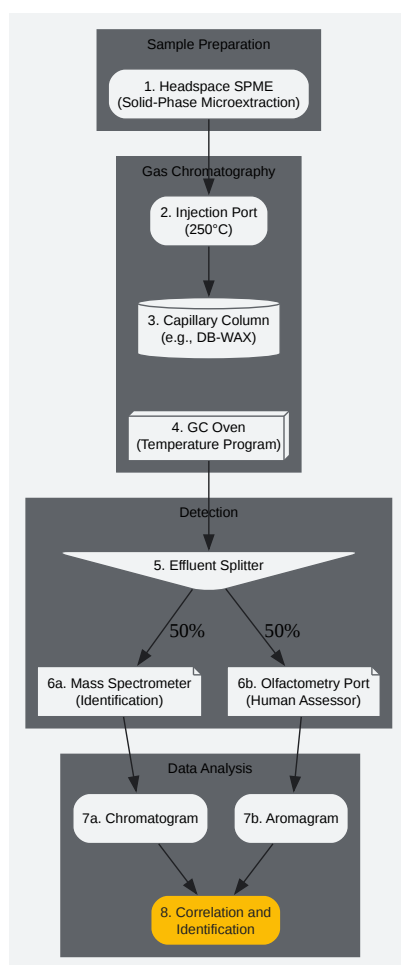 Sample Preparation
1. Headspace SPME
(Solid-Phase Microextraction)
Gas Chromatography
2. Injection Port
(250°C)
3. Capillary Column
(e.g., DB-WAX)
4. GC Oven
(Temperature Program)
Detection
5. Effluent Splitter
50%
50%
6a. Mass Spectrometer
(Identification)
6b. Olfactometry Port
(Human Assessor)
Data Analysis
7a. Chromatogram
7b. Aromagram
8. Correlation and
Identification